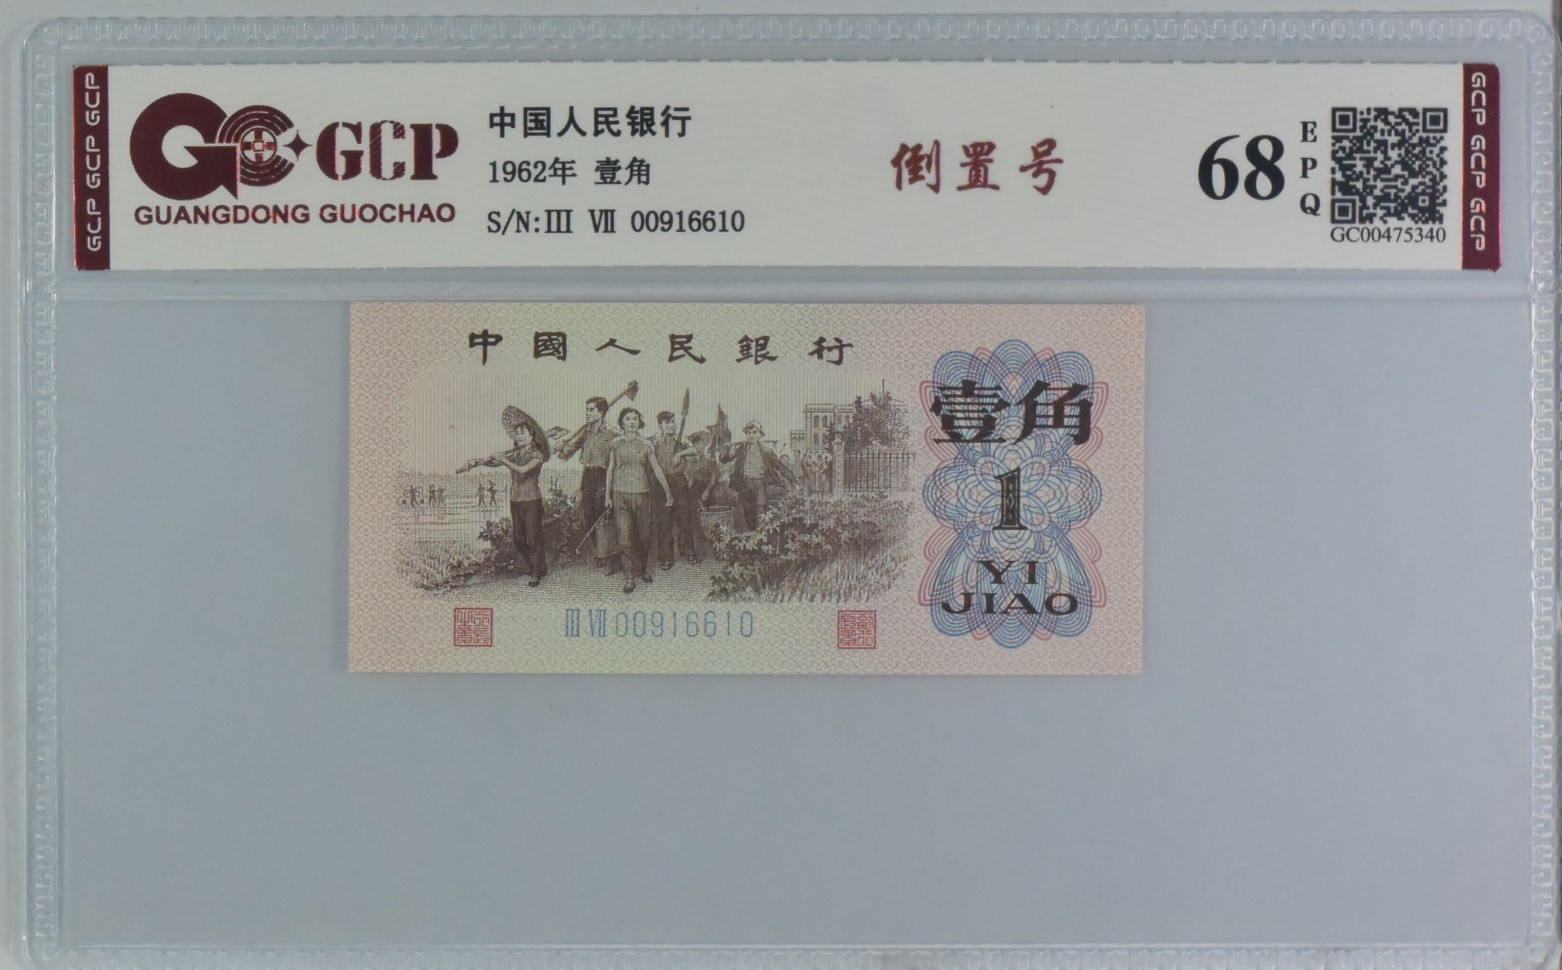 GCP GCP GCP
GCP
GUANGDONG GUOCHAO
中国人民银行
1962年 壹角
S/N:III VII 00916610
倒置号
68
EPQ
GC00475340
GCP GCP GCP
中國人民銀行
壹角
1
YI
JIAO
III VII 00916610